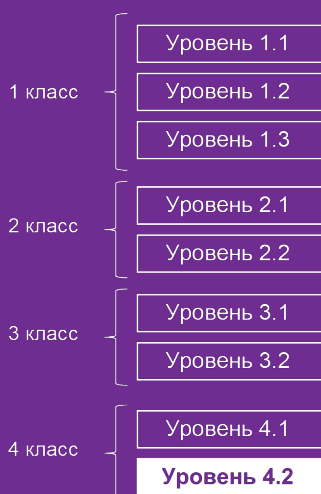 Уровень 1.1
1 класс
Уровень 1.2
Уровень 1.3
Уровень 2.1
2 класс
Уровень 2.2
Уровень 3.1
3 класс
Уровень 3.2
Уровень 4.1
4 класс
Уровень 4.2